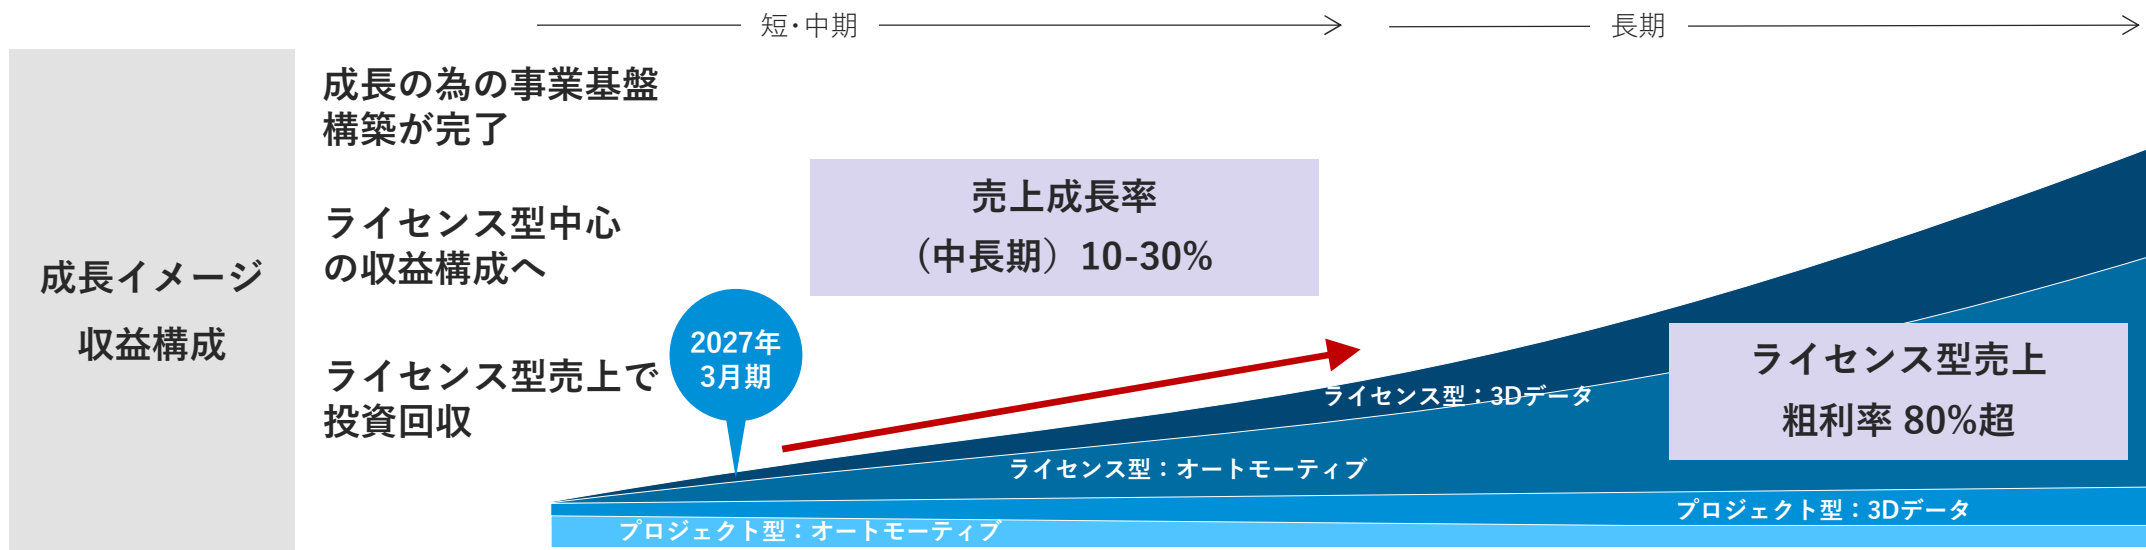 短・中期
長期
成長イメージ
収益構成
成長の為の事業基盤
構築が完了
ライセンス型中心
の収益構成へ
ライセンス型売上で
投資回収
2027年
3月期
売上成長率
（中長期）10-30%
ライセンス型：3Dデータ
ライセンス型売上
粗利率 80%超
ライセンス型：オートモーティブ
プロジェクト型：3Dデータ
プロジェクト型：オートモーティブ